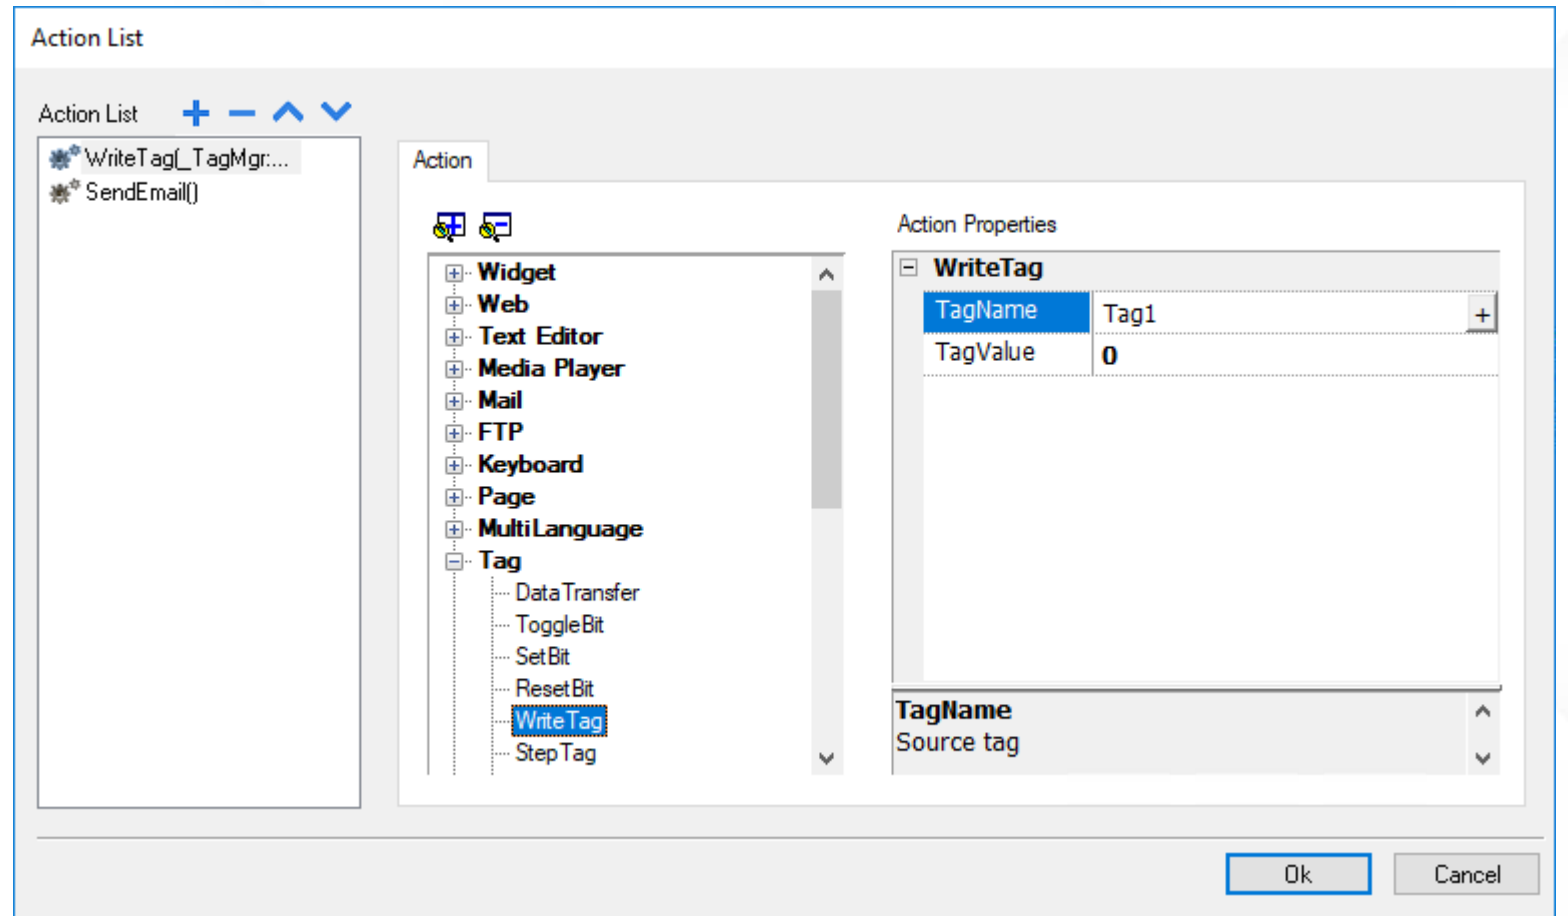 Action List
Action List
WriteTag(_TagMgr:...
SendEmail()
Action
Widget
Web
Text Editor
Media Player
Mail
FTP
Keyboard
Page
MultiLanguage
Tag
DataTransfer
ToggleBit
SetBit
ResetBit
WriteTag
StepTag
Action Properties
WriteTag
TagName Tag1 +
TagValue 0
TagName
Source tag
Ok Cancel